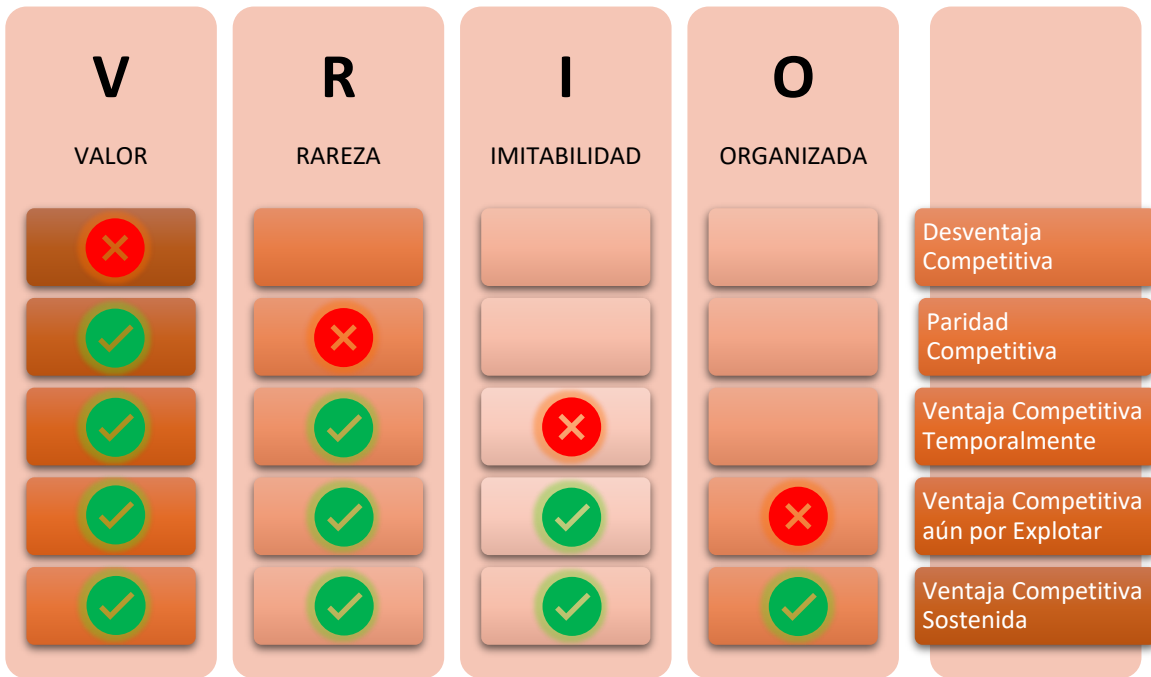 V
R
I
O
VALOR
RAREZA
IMITABILIDAD
ORGANIZADA
Desventaja
Competitiva
Paridad
Competitiva
Ventaja Competitiva
Temporalmente
Ventaja Competitiva
aún por Explotar
Ventaja Competitiva
Sostenida